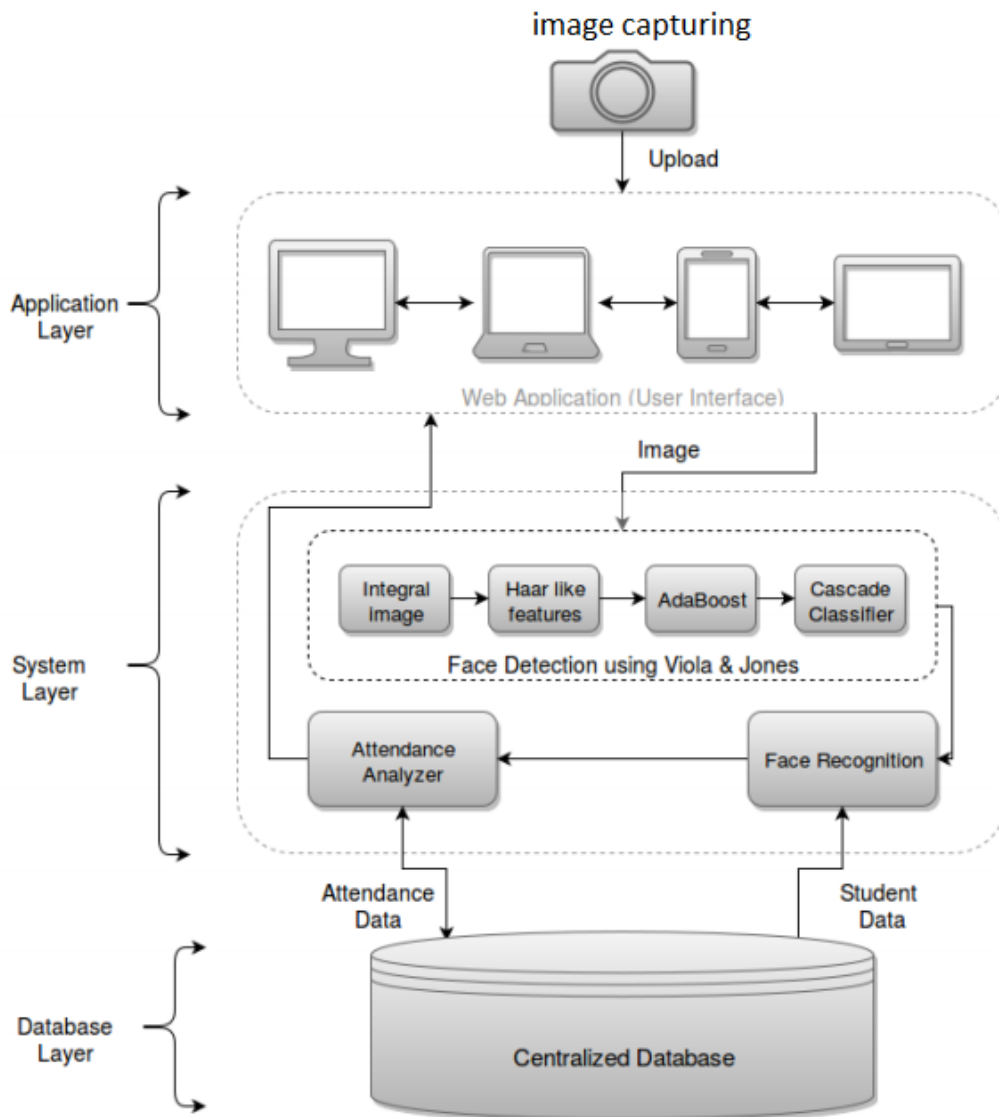 image capturing
Upload
Application
Layer
Web Application (User Interface)
Image
System
Layer
Integral
image
Haar like
features
AdaBoost
Cascade
Classifier
Face Detection using Viola & Jones
Attendance
Analyzer
Face Recognition
Attendance
Data
Student
Data
Database
Layer
Centralized Database